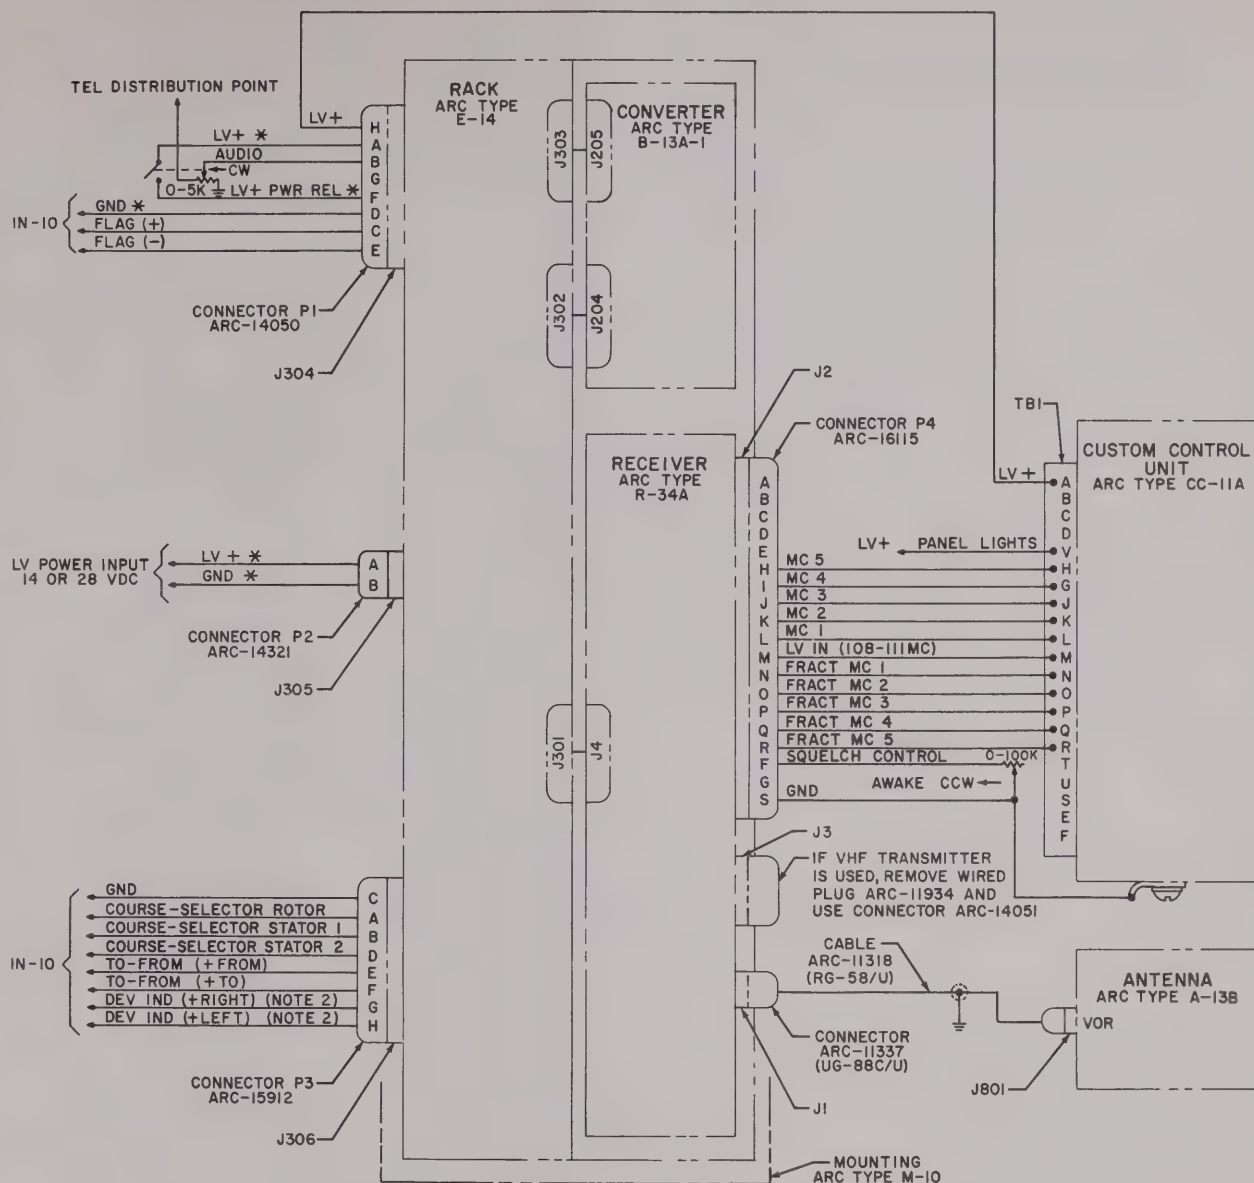 TEL DISTRIBUTION POINT
LV+ *
AUDIO
CW
0-5K
LV+ PWR REL *
GND *
FLAG (+)
FLAG (-)
IN-10
LV+
H
A
B
G
F
D
C
E
CONNECTOR P1
ARC-14050
J304
RACK
ARC TYPE
E-14
J303
J205
CONVERTER
ARC TYPE
B-13A-1
J302
J204
LV POWER INPUT
14 OR 28 VDC
LV + *
GND *
A
B
CONNECTOR P2
ARC-14321
J305
RECEIVER
ARC TYPE
R-34A
J301
J4
J2
CONNECTOR P4
ARC-16115
A
B
C
D
E
H
I
J
K
L
M
N
O
P
Q
R
F
G
S
LV+
PANEL LIGHTS
MC 5
MC 4
MC 3
MC 2
MC 1
LV IN (108-111MC)
FRACT MC 1
FRACT MC 2
FRACT MC 3
FRACT MC 4
FRACT MC 5
SQUELCH CONTROL
0-100K
AWAKE CCW
GND
TB1
LV+
A
B
C
D
V
H
G
J
K
L
M
N
O
P
Q
R
T
U
S
E
F
CUSTOM CONTROL
UNIT
ARC TYPE CC-11A
J3
IF VHF TRANSMITTER
IS USED, REMOVE WIRED
PLUG ARC-11934 AND
USE CONNECTOR ARC-14051
IN-10
GND
COURSE-SELECTOR ROTOR
COURSE-SELECTOR STATOR 1
COURSE-SELECTOR STATOR 2
TO-FROM (+FROM)
TO-FROM (+TO)
DEV IND (+RIGHT) (NOTE 2)
DEV IND (+LEFT) (NOTE 2)
C
A
B
D
E
F
G
H
CONNECTOR P3
ARC-15912
J306
CABLE
ARC-11318
(RG-58/U)
CONNECTOR
ARC-11337
(UG-88C/U)
J1
ANTENNA
ARC TYPE A-13B
VOR
J801
MOUNTING
ARC TYPE M-10